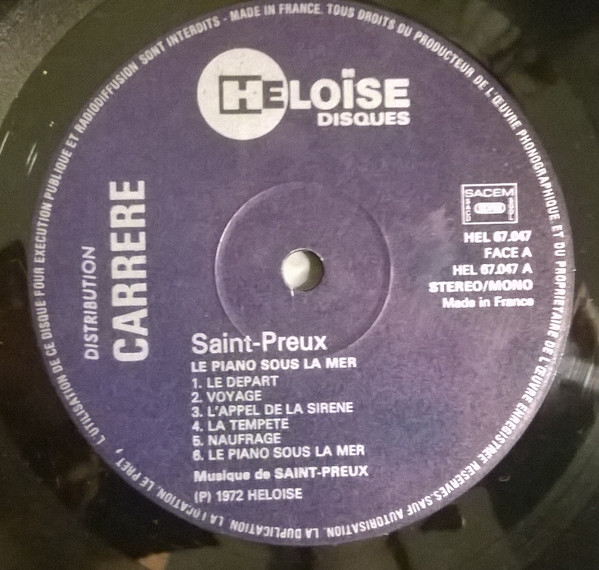 HELOÏSE
DISQUES
DISTRIBUTION
CARRERE
SACEM
HEL 67.047
FACE A
HEL 67.047 A
STEREO/MONO
Made in France
Saint-Preux
LE PIANO SOUS LA MER
1. LE DEPART
2. VOYAGE
3. L'APPEL DE LA SIRENE
4. LA TEMPETE
5. NAUFRAGE
6. LE PIANO SOUS LA MER
Musique de SAINT-PREUX
(P) 1972 HELOISE
MADE IN FRANCE. TOUS DROITS DU PRODUCTEUR DE L'ŒUVRE PHONOGRAPHIQUE ET DU PROPRIETAIRE DE L'ŒUVRE ENREGISTREE RESERVES. SAUF AUTORISATION, LA DUPLICATION, LA LOCATION, LE PRET, L'UTILISATION DE CE DISQUE POUR EXECUTION PUBLIQUE ET RADIODIFFUSION SONT INTERDITS -